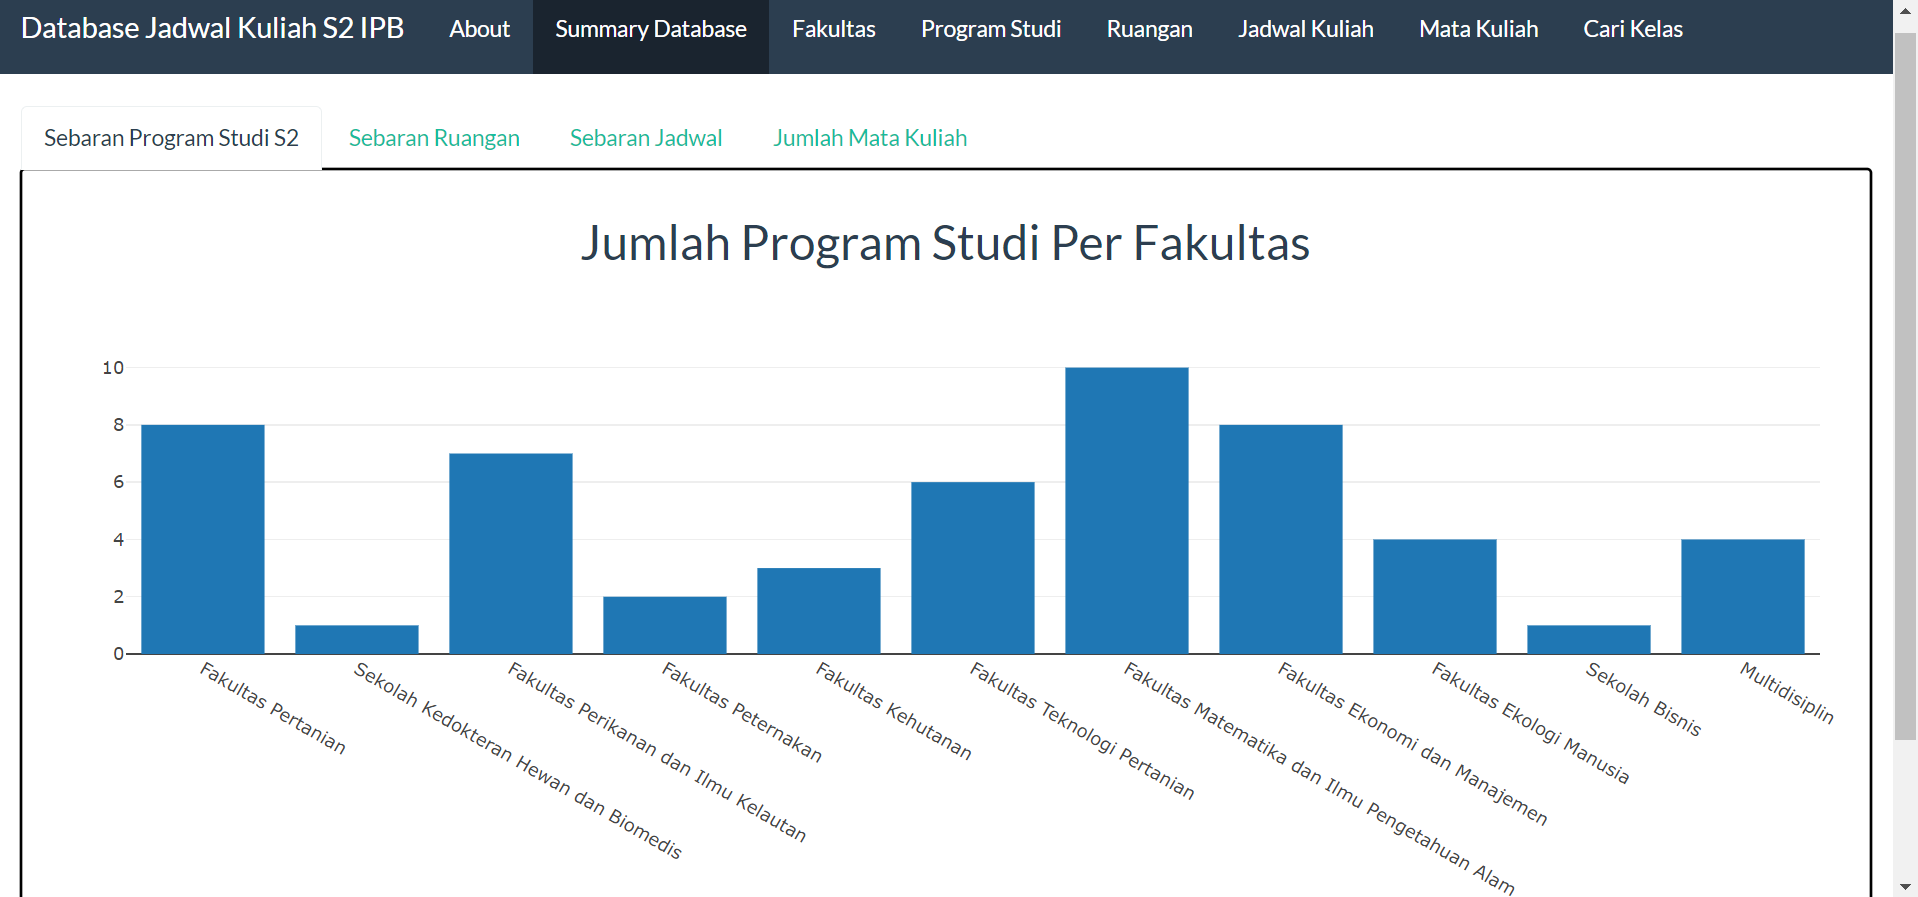 Database Jadwal Kuliah S2 IPB About Summary Database Fakultas Program Studi Ruangan Jadwal Kuliah Mata Kuliah Cari Kelas
Sebaran Program Studi S2 Sebaran Ruangan Sebaran Jadwal Jumlah Mata Kuliah
Jumlah Program Studi Per Fakultas
10
8
6
4
2
0
Fakultas Pertanian
Sekolah Kedokteran Hewan dan Biomedis
Fakultas Perikanan dan Ilmu Kelautan
Fakultas Peternakan
Fakultas Kehutanan
Fakultas Teknologi Pertanian
Fakultas Matematika dan Ilmu Pengetahuan Alam
Fakultas Ekonomi dan Manajemen
Fakultas Ekologi Manusia
Sekolah Bisnis
Multidisiplin